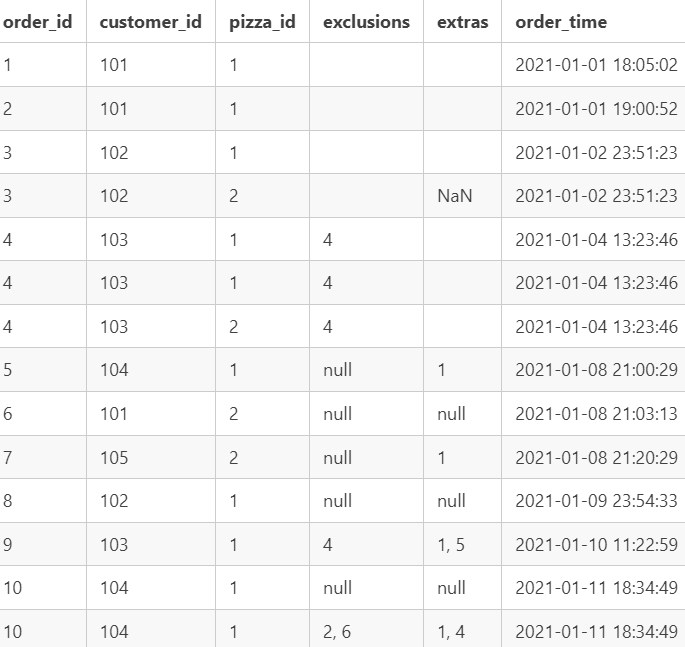 order_id customer_id pizza_id exclusions extras order_time
1 101 1 2021-01-01 18:05:02
2 101 1 2021-01-01 19:00:52
3 102 1 2021-01-02 23:51:23
3 102 2 NaN 2021-01-02 23:51:23
4 103 1 4 2021-01-04 13:23:46
4 103 1 4 2021-01-04 13:23:46
4 103 2 4 2021-01-04 13:23:46
5 104 1 null 1 2021-01-08 21:00:29
6 101 2 null null 2021-01-08 21:03:13
7 105 2 null 1 2021-01-08 21:20:29
8 102 1 null null 2021-01-09 23:54:33
9 103 1 4 1, 5 2021-01-10 11:22:59
10 104 1 null null 2021-01-11 18:34:49
10 104 1 2, 6 1, 4 2021-01-11 18:34:49